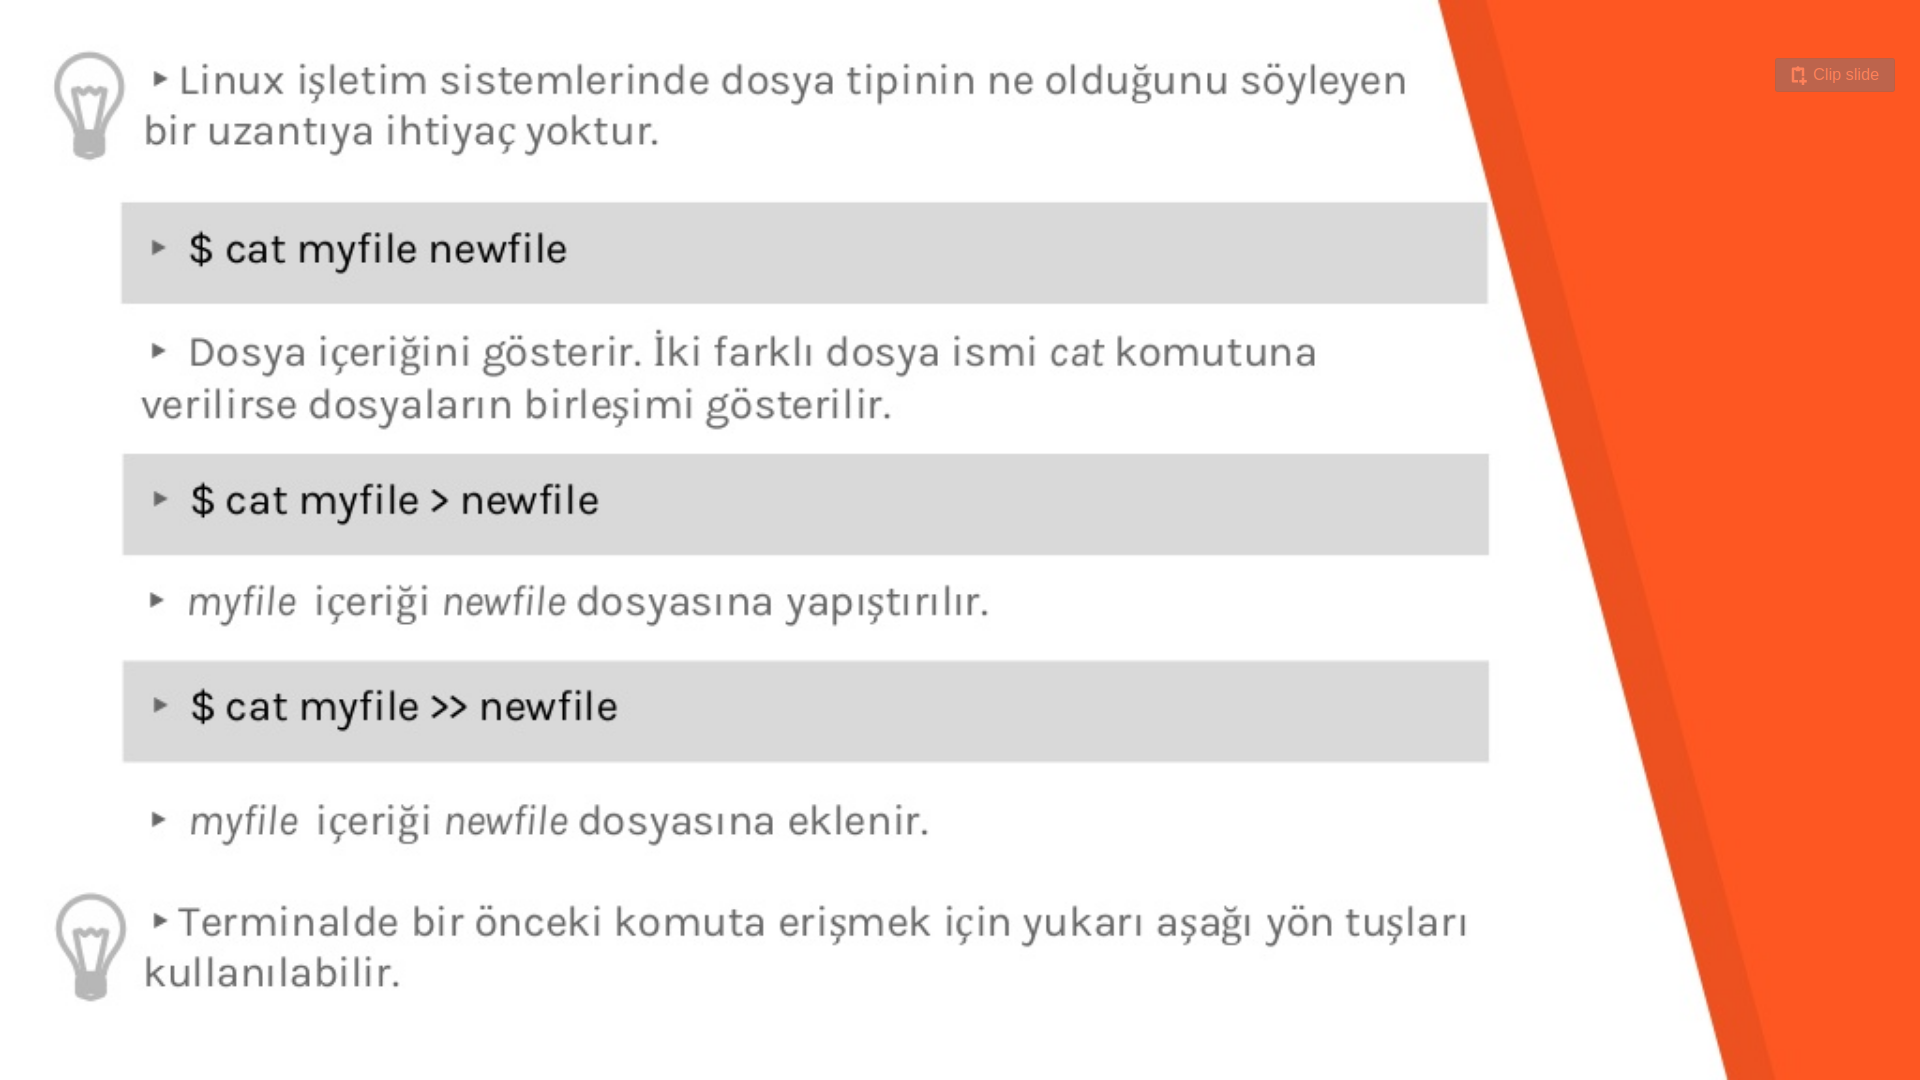 ▸ Linux işletim sistemlerinde dosya tipinin ne olduğunu söyleyen
bir uzantıya ihtiyaç yoktur.
Clip slide
▸ $ cat myfile newfile
▸ Dosya içeriğini gösterir. İki farklı dosya ismi cat komutuna
verilirse dosyaların birleşimi gösterilir.
▸ $ cat myfile > newfile
▸ myfile içeriği newfile dosyasına yapıştırılır.
▸ $ cat myfile >> newfile
▸ myfile içeriği newfile dosyasına eklenir.
▸ Terminalde bir önceki komuta erişmek için yukarı aşağı yön tuşları
kullanılabilir.